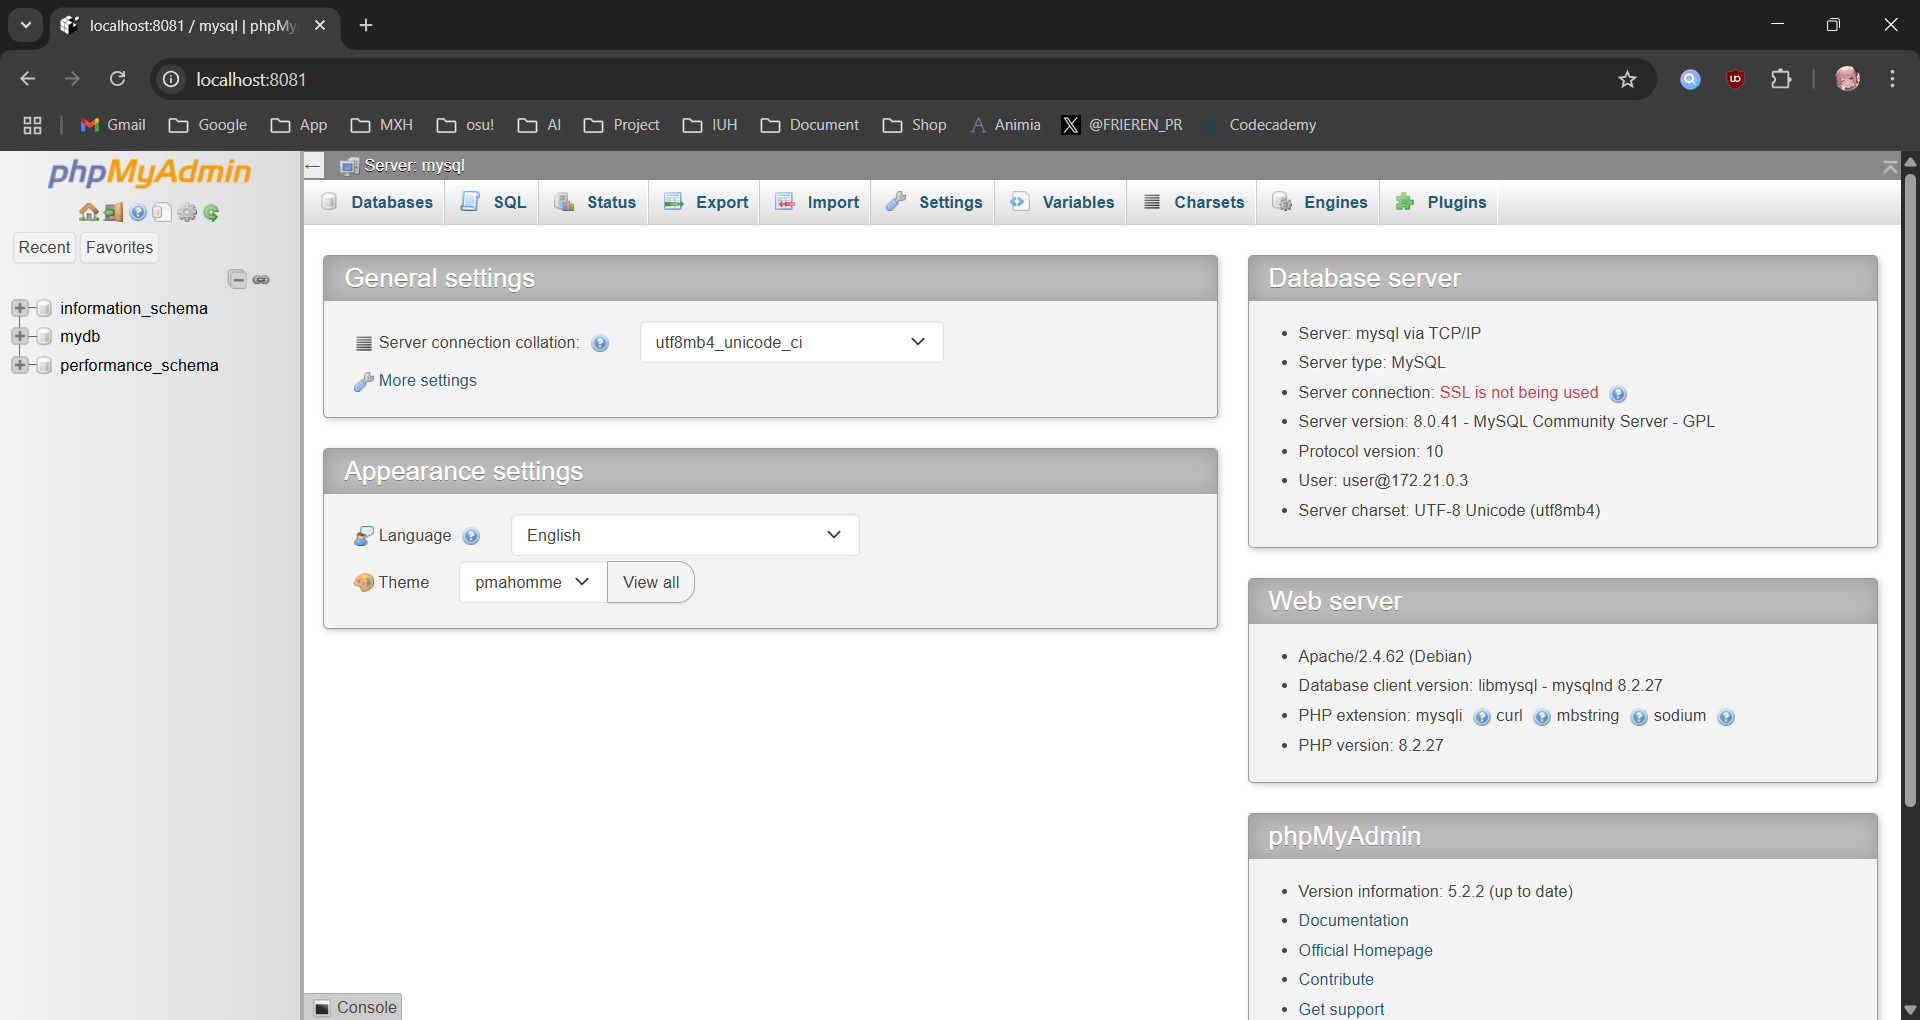 localhost:8081 / mysql | phpMy
localhost:8081
Gmail Google App MXH osu! AI Project IUH Document Shop Animia @FRIEREN_PR Codecademy
phpMyAdmin
Recent Favorites
information_schema
mydb
performance_schema
Server: mysql
Databases SQL Status Export Import Settings Variables Charsets Engines Plugins
General settings
Server connection collation: utf8mb4_unicode_ci
More settings
Appearance settings
Language English
Theme pmahomme View all
Console
Database server
Server: mysql via TCP/IP
Server type: MySQL
Server connection: SSL is not being used
Server version: 8.0.41 - MySQL Community Server - GPL
Protocol version: 10
User: user@172.21.0.3
Server charset: UTF-8 Unicode (utf8mb4)
Web server
Apache/2.4.62 (Debian)
Database client version: libmysql - mysqlnd 8.2.27
PHP extension: mysqli curl mbstring sodium
PHP version: 8.2.27
phpMyAdmin
Version information: 5.2.2 (up to date)
Documentation
Official Homepage
Contribute
Get support